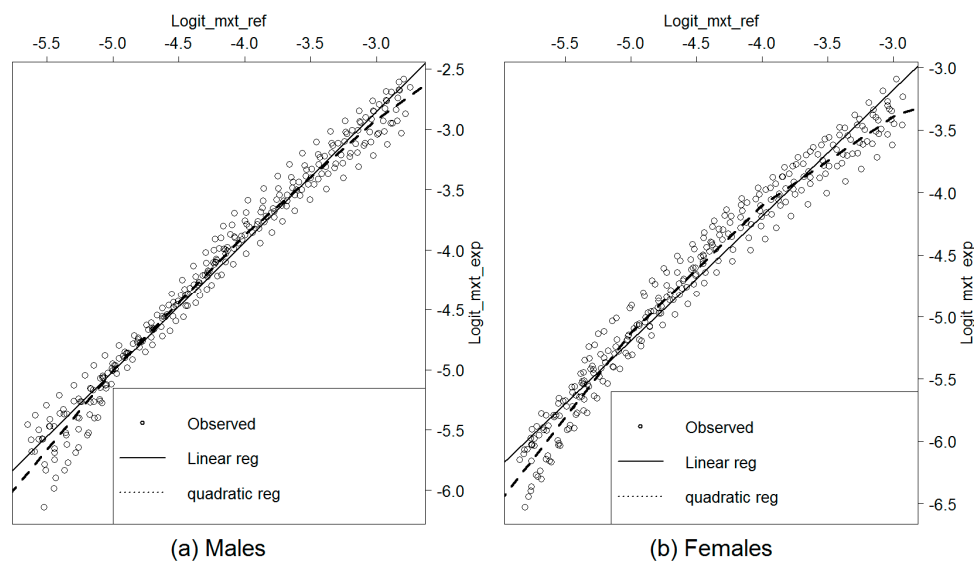 Logit_mxt_ref
-5.5 -5.0 -4.5 -4.0 -3.5 -3.0
-2.5
-3.0
-3.5
-4.0
-4.5
-5.0
-5.5
-6.0
Logit_mxt_exp
Observed
Linear reg
quadratic reg
(a) Males
Logit_mxt_ref
-5.5 -5.0 -4.5 -4.0 -3.5 -3.0
-3.0
-3.5
-4.0
-4.5
-5.0
-5.5
-6.0
-6.5
Logit mxt exp
Observed
Linear reg
quadratic reg
(b) Females